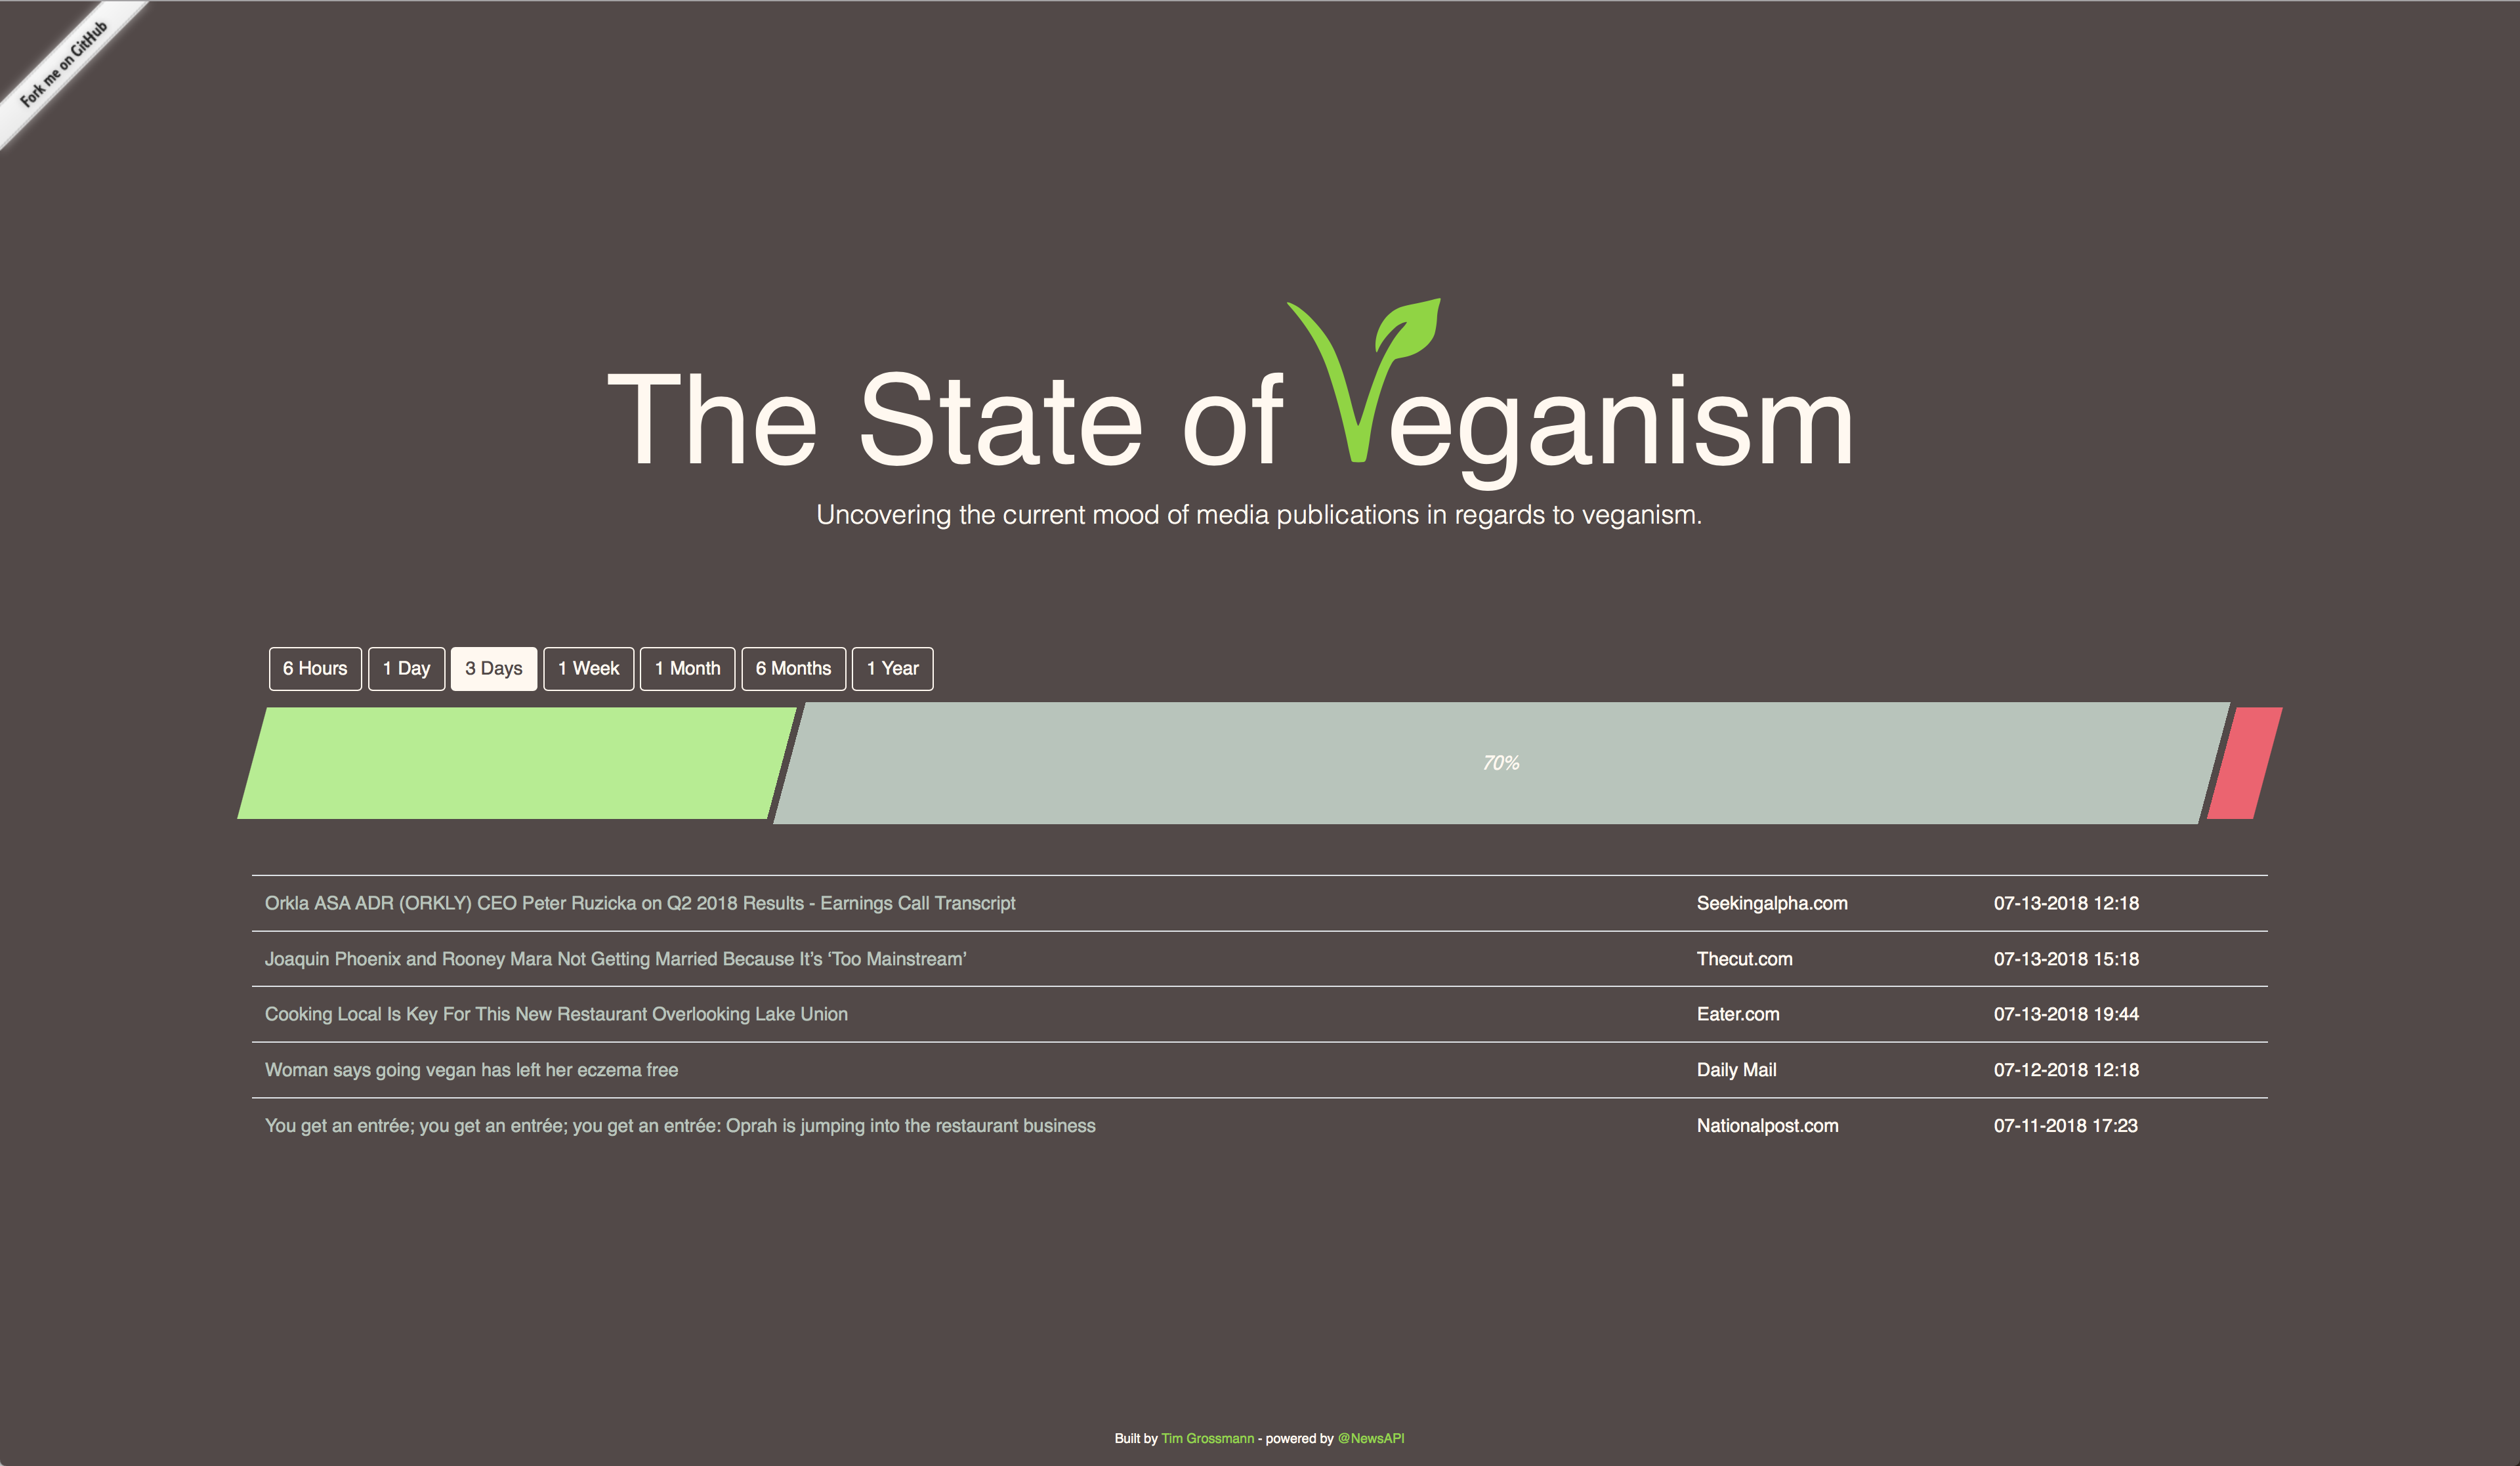 Fork me on GitHub
The State of Veganism
Uncovering the current mood of media publications in regards to veganism.
6 Hours 1 Day 3 Days 1 Week 1 Month 6 Months 1 Year
70%
Orkla ASA ADR (ORKLY) CEO Peter Ruzicka on Q2 2018 Results - Earnings Call Transcript Seekingalpha.com 07-13-2018 12:18
Joaquin Phoenix and Rooney Mara Not Getting Married Because It’s ‘Too Mainstream’ Thecut.com 07-13-2018 15:18
Cooking Local Is Key For This New Restaurant Overlooking Lake Union Eater.com 07-13-2018 19:44
Woman says going vegan has left her eczema free Daily Mail 07-12-2018 12:18
You get an entrée; you get an entrée; you get an entrée: Oprah is jumping into the restaurant business Nationalpost.com 07-11-2018 17:23
Built by Tim Grossmann - powered by @NewsAPI